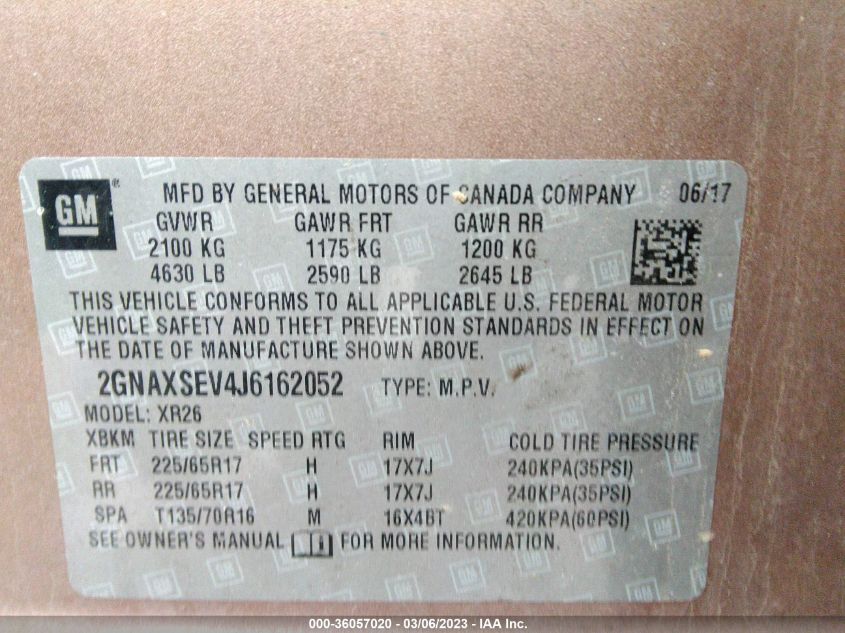 GM ® MFD BY GENERAL MOTORS OF CANADA COMPANY 06/17
GVWR GAWR FRT GAWR RR
2100 KG 1175 KG 1200 KG
4630 LB 2590 LB 2645 LB
THIS VEHICLE CONFORMS TO ALL APPLICABLE U.S. FEDERAL MOTOR
VEHICLE SAFETY AND THEFT PREVENTION STANDARDS IN EFFECT ON
THE DATE OF MANUFACTURE SHOWN ABOVE.
2GNAXSEV4J6162052 TYPE: M.P.V.
MODEL: XR26
XBKM TIRE SIZE SPEED RTG RIM COLD TIRE PRESSURE
FRT 225/65R17 H 17X7J 240KPA(35PSI)
RR 225/65R17 H 17X7J 240KPA(35PSI)
SPA T135/70R16 M 16X4BT 420KPA(60PSI)
SEE OWNER'S MANUAL FOR MORE INFORMATION.
000-36057020 - 03/06/2023 - IAA Inc.